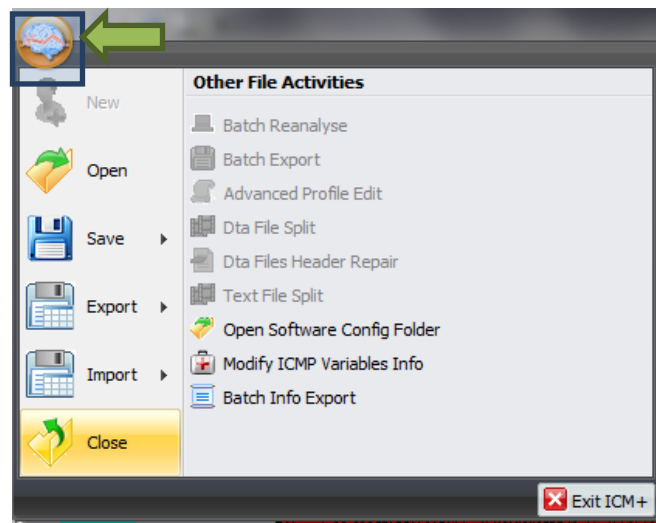 New
Open
Save
Export
Import
Close
Other File Activities
Batch Reanalyse
Batch Export
Advanced Profile Edit
Dta File Split
Dta Files Header Repair
Text File Split
Open Software Config Folder
Modify ICMP Variables Info
Batch Info Export
Exit ICM+